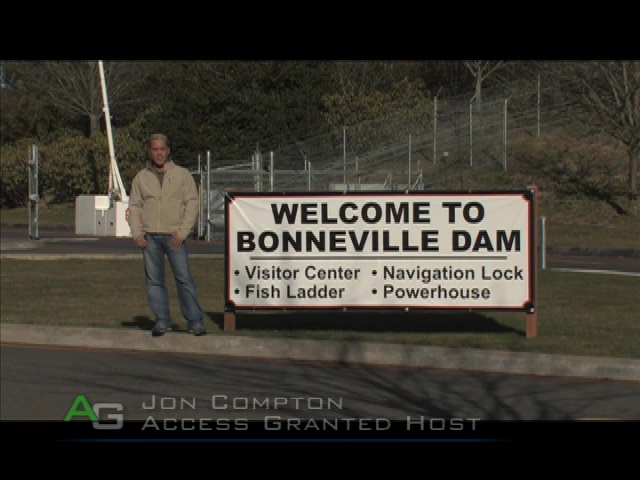 WELCOME TO
BONNEVILLE DAM
• Visitor Center • Navigation Lock
• Fish Ladder • Powerhouse
AG Jon Compton
Access Granted Host